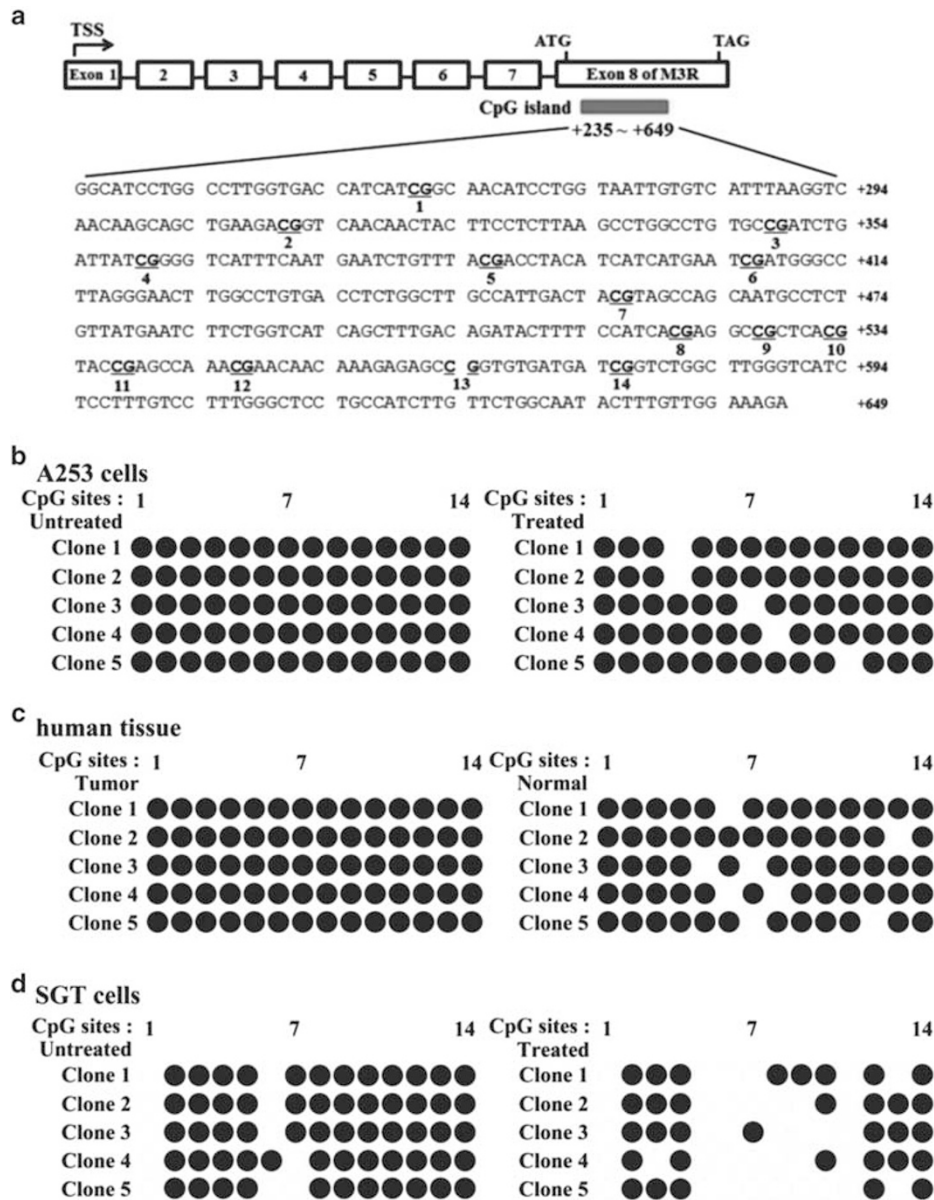 a
TSS
ATG TAG
Exon 1 2 3 4 5 6 7 Exon 8 of M3R
CpG island
+235 ~ +649
GGCATCCTGG CCTTGGTGAC CATCATCGGC AACATCCTGG TAATTGTGTC ATTTAAGGTC +294
1
AACAAGCAGC TGAAGACGGT CAACAACTAC TTCCTCTTAA GCCTGGCCTG TGCCGATCTG +354
2 3
ATTATCGGGG TCATTTCAAT GAATCTGTTT ACGACCTACA TCATCATGAA TCGATGGGCC +414
4 5 6
TTAGGGAACT TGGCCTGTGA CCTCTGGCTT GCCATTGACT ACGTAGCCAG CAATGCCTCT +474
7
GTTATGAATC TTCTGGTCAT CAGCTTTGAC AGATACTTTT CCATCACGAG GCCGCTCACG +534
8 9 10
TACCGAGCCA AACGAACAAC AAAGAGAGCC GGTGTGATGAT TCGGTCTGGC TTGGGTCATC +594
11 12 13 14
TCCTTTGTCC TTTGGGCTCC TGCCATCTTG TTCTGGCAAT ACTTTGTTGG AAAGA +649
b
A253 cells
CpG sites : 1 7 14 CpG sites : 1 7 14
Untreated Treated
Clone 1 Clone 1
Clone 2 Clone 2
Clone 3 Clone 3
Clone 4 Clone 4
Clone 5 Clone 5
c
human tissue
CpG sites : 1 7 14 CpG sites : 1 7 14
Tumor Normal
Clone 1 Clone 1
Clone 2 Clone 2
Clone 3 Clone 3
Clone 4 Clone 4
Clone 5 Clone 5
d
SGT cells
CpG sites : 1 7 14 CpG sites : 1 7 14
Untreated Treated
Clone 1 Clone 1
Clone 2 Clone 2
Clone 3 Clone 3
Clone 4 Clone 4
Clone 5 Clone 5